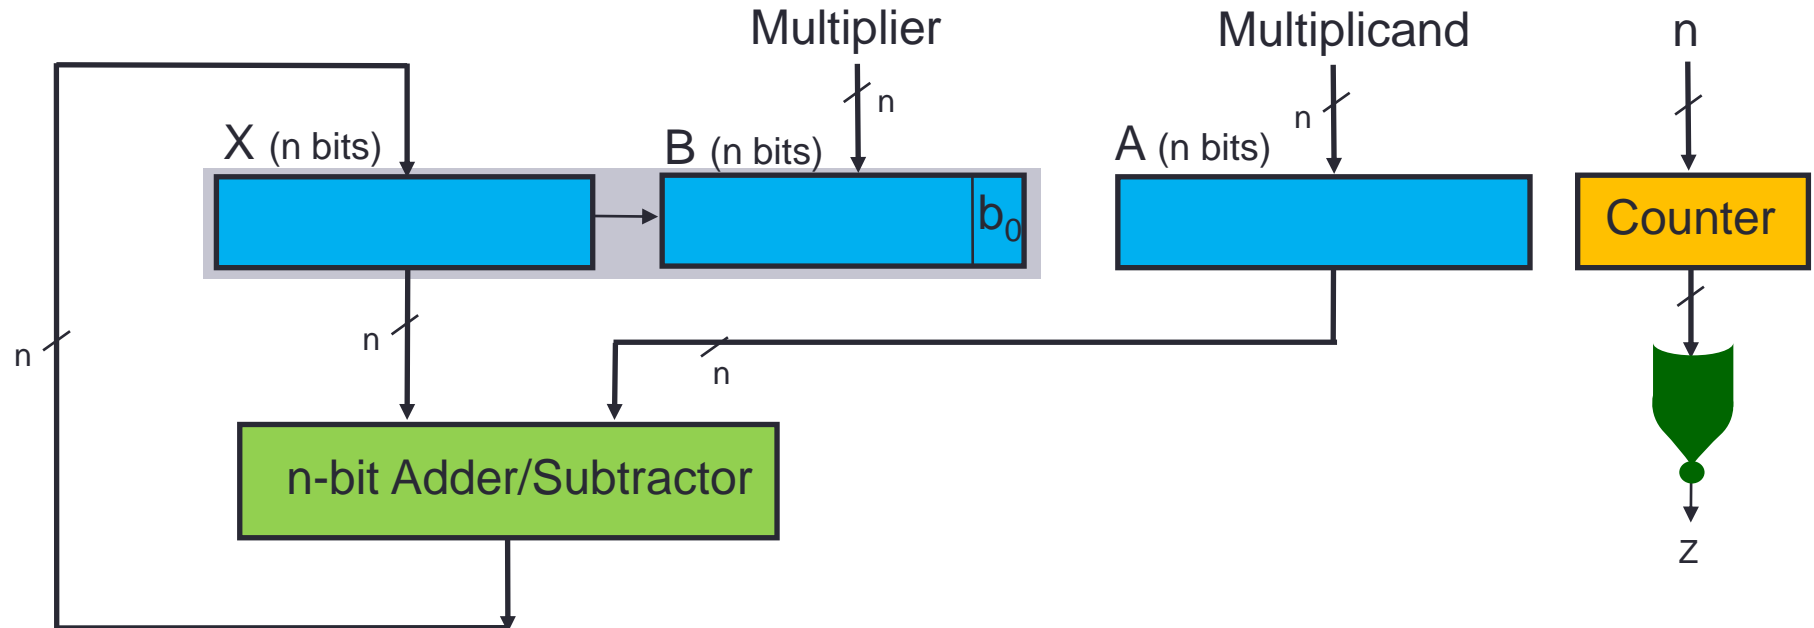 Multiplier Multiplicand n
n n
X (n bits) B (n bits) A (n bits)
b0 Counter
n n n
n-bit Adder/Subtractor
z